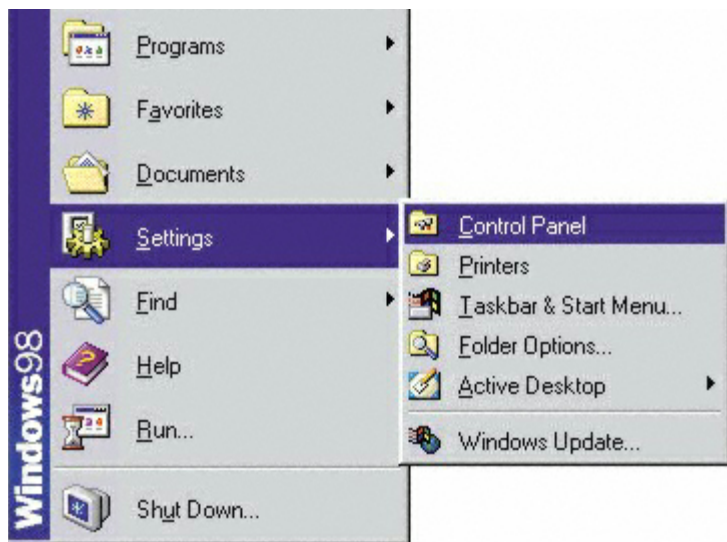 Programs
Favorites
Documents
Settings
Find
Help
Run...
Shut Down...
Windows98
Control Panel
Printers
Taskbar & Start Menu...
Folder Options...
Active Desktop
Windows Update...